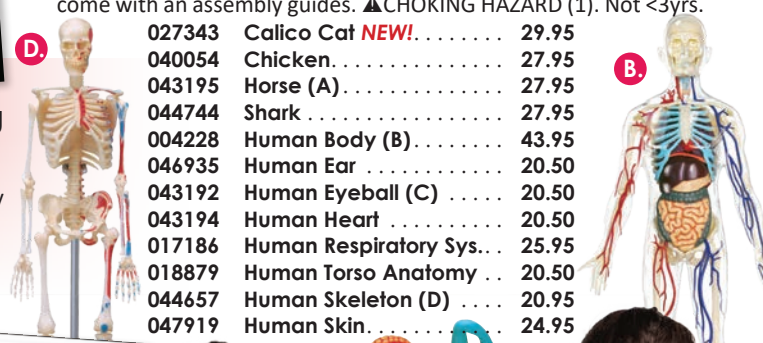 come with an assembly guides. ⚠CHOKING HAZARD (1). Not <3yrs.
D.
B.
027343 Calico Cat NEW!. . . . . . . . 29.95
040054 Chicken. . . . . . . . . . . . . . 27.95
043195 Horse (A). . . . . . . . . . . . . 27.95
044744 Shark . . . . . . . . . . . . . . . . 27.95
004228 Human Body (B). . . . . . . . 43.95
046935 Human Ear . . . . . . . . . . . 20.50
043192 Human Eyeball (C) . . . . . 20.50
043194 Human Heart . . . . . . . . . . 20.50
017186 Human Respiratory Sys.. . 25.95
018879 Human Torso Anatomy . . 20.50
044657 Human Skeleton (D) . . . . 20.95
047919 Human Skin. . . . . . . . . . . . 24.95